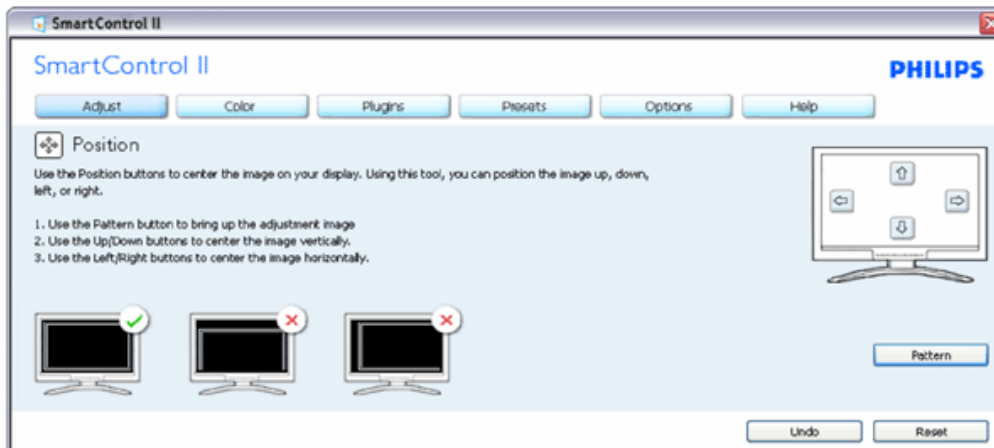 SmartControl II
SmartControl II
PHILIPS
Adjust Color Plugins Presets Options Help
Position
Use the Position buttons to center the image on your display. Using this tool, you can position the image up, down,
left, or right.
1. Use the Pattern button to bring up the adjustment image
2. Use the Up/Down buttons to center the image vertically.
3. Use the Left/Right buttons to center the image horizontally.
Pattern
Undo Reset